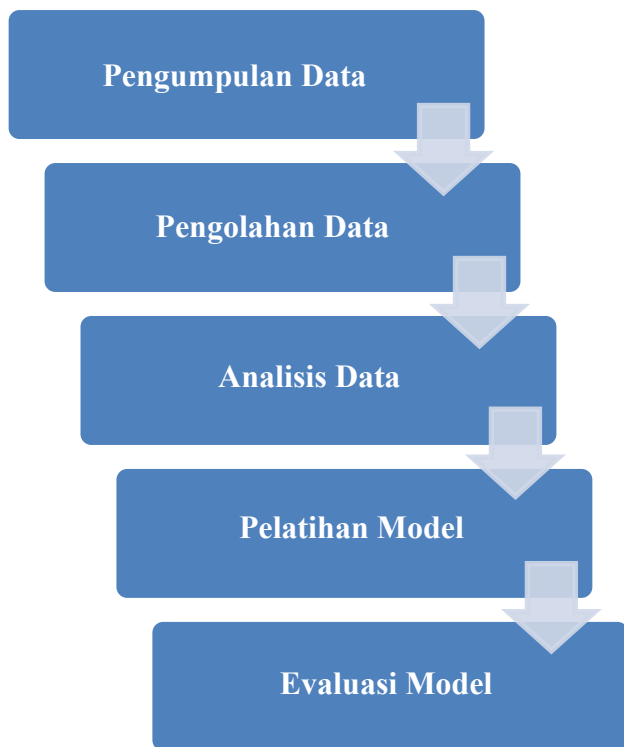 Pengumpulan Data
Pengolahan Data
Analisis Data
Pelatihan Model
Evaluasi Model